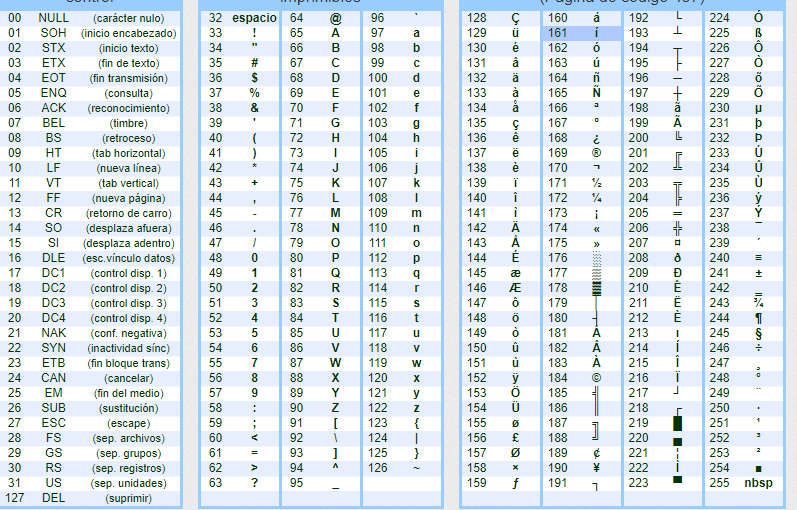 control imprimibles (Página de código 437)
00 NULL (carácter nulo) 32 espacio 64 @ 96 ` 128 Ç 160 á 192 └ 224 Ó
01 SOH (inicio encabezado) 33 ! 65 A 97 a 129 ü 161 í 193 ┴ 225 ß
02 STX (inicio texto) 34 " 66 B 98 b 130 é 162 ó 194 ┬ 226 Ô
03 ETX (fin de texto) 35 # 67 C 99 c 131 â 163 ú 195 ├ 227 Ò
04 EOT (fin transmisión) 36 $ 68 D 100 d 132 ä 164 ñ 196 ─ 228 õ
05 ENQ (consulta) 37 % 69 E 101 e 133 à 165 Ñ 197 ┼ 229 Õ
06 ACK (reconocimiento) 38 & 70 F 102 f 134 å 166 ª 198 ã 230 µ
07 BEL (timbre) 39 ' 71 G 103 g 135 ç 167 º 199 Ã 231 þ
08 BS (retroceso) 40 ( 72 H 104 h 136 ê 168 ¿ 200 ╚ 232 Þ
09 HT (tab horizontal) 41 ) 73 I 105 i 137 ë 169 ® 201 ╔ 233 Ú
10 LF (nueva línea) 42 * 74 J 106 j 138 è 170 ¬ 202 ╩ 234 Û
11 VT (tab vertical) 43 + 75 K 107 k 139 ï 171 ½ 203 ╦ 235 Ù
12 FF (nueva página) 44 , 76 L 108 l 140 î 172 ¼ 204 ╠ 236 ý
13 CR (retorno de carro) 45 - 77 M 109 m 141 ì 173 ¡ 205 ═ 237 Ý
14 SO (desplaza afuera) 46 . 78 N 110 n 142 Ä 174 « 206 ╬ 238 ¯
15 SI (desplaza adentro) 47 / 79 O 111 o 143 Å 175 » 207 ¤ 239 ´
16 DLE (esc.vínculo datos) 48 0 80 P 112 p 144 É 176 ░ 208 ð 240 ≡
17 DC1 (control disp. 1) 49 1 81 Q 113 q 145 æ 177 ▒ 209 Ð 241 ±
18 DC2 (control disp. 2) 50 2 82 R 114 r 146 Æ 178 ▓ 210 Ê 242 ‗
19 DC3 (control disp. 3) 51 3 83 S 115 s 147 ô 179 │ 211 Ë 243 ¾
20 DC4 (control disp. 4) 52 4 84 T 116 t 148 ö 180 ┤ 212 È 244 ¶
21 NAK (conf. negativa) 53 5 85 U 117 u 149 ò 181 Á 213 ı 245 §
22 SYN (inactividad sínc) 54 6 86 V 118 v 150 û 182 Â 214 Í 246 ÷
23 ETB (fin bloque trans) 55 7 87 W 119 w 151 ù 183 À 215 Î 247 ¸
24 CAN (cancelar) 56 8 88 X 120 x 152 ÿ 184 © 216 Ï 248 °
25 EM (fin del medio) 57 9 89 Y 121 y 153 Ö 185 ╣ 217 ┘ 249 ¨
26 SUB (sustitución) 58 : 90 Z 122 z 154 Ü 186 ║ 218 ┌ 250 ·
27 ESC (escape) 59 ; 91 [ 123 { 155 ø 187 ╗ 219 █ 251 ¹
28 FS (sep. archivos) 60 < 92 \ 124 | 156 £ 188 ╝ 220 ▄ 252 ³
29 GS (sep. grupos) 61 = 93 ] 125 } 157 Ø 189 ¢ 221 ¦ 253 ²
30 RS (sep. registros) 62 > 94 ^ 126 ~ 158 × 190 ¥ 222 Ì 254 ■
31 US (sep. unidades) 63 ? 95 _ 159 ƒ 191 ┐ 223 ▀ 255 nbsp
127 DEL (suprimir)